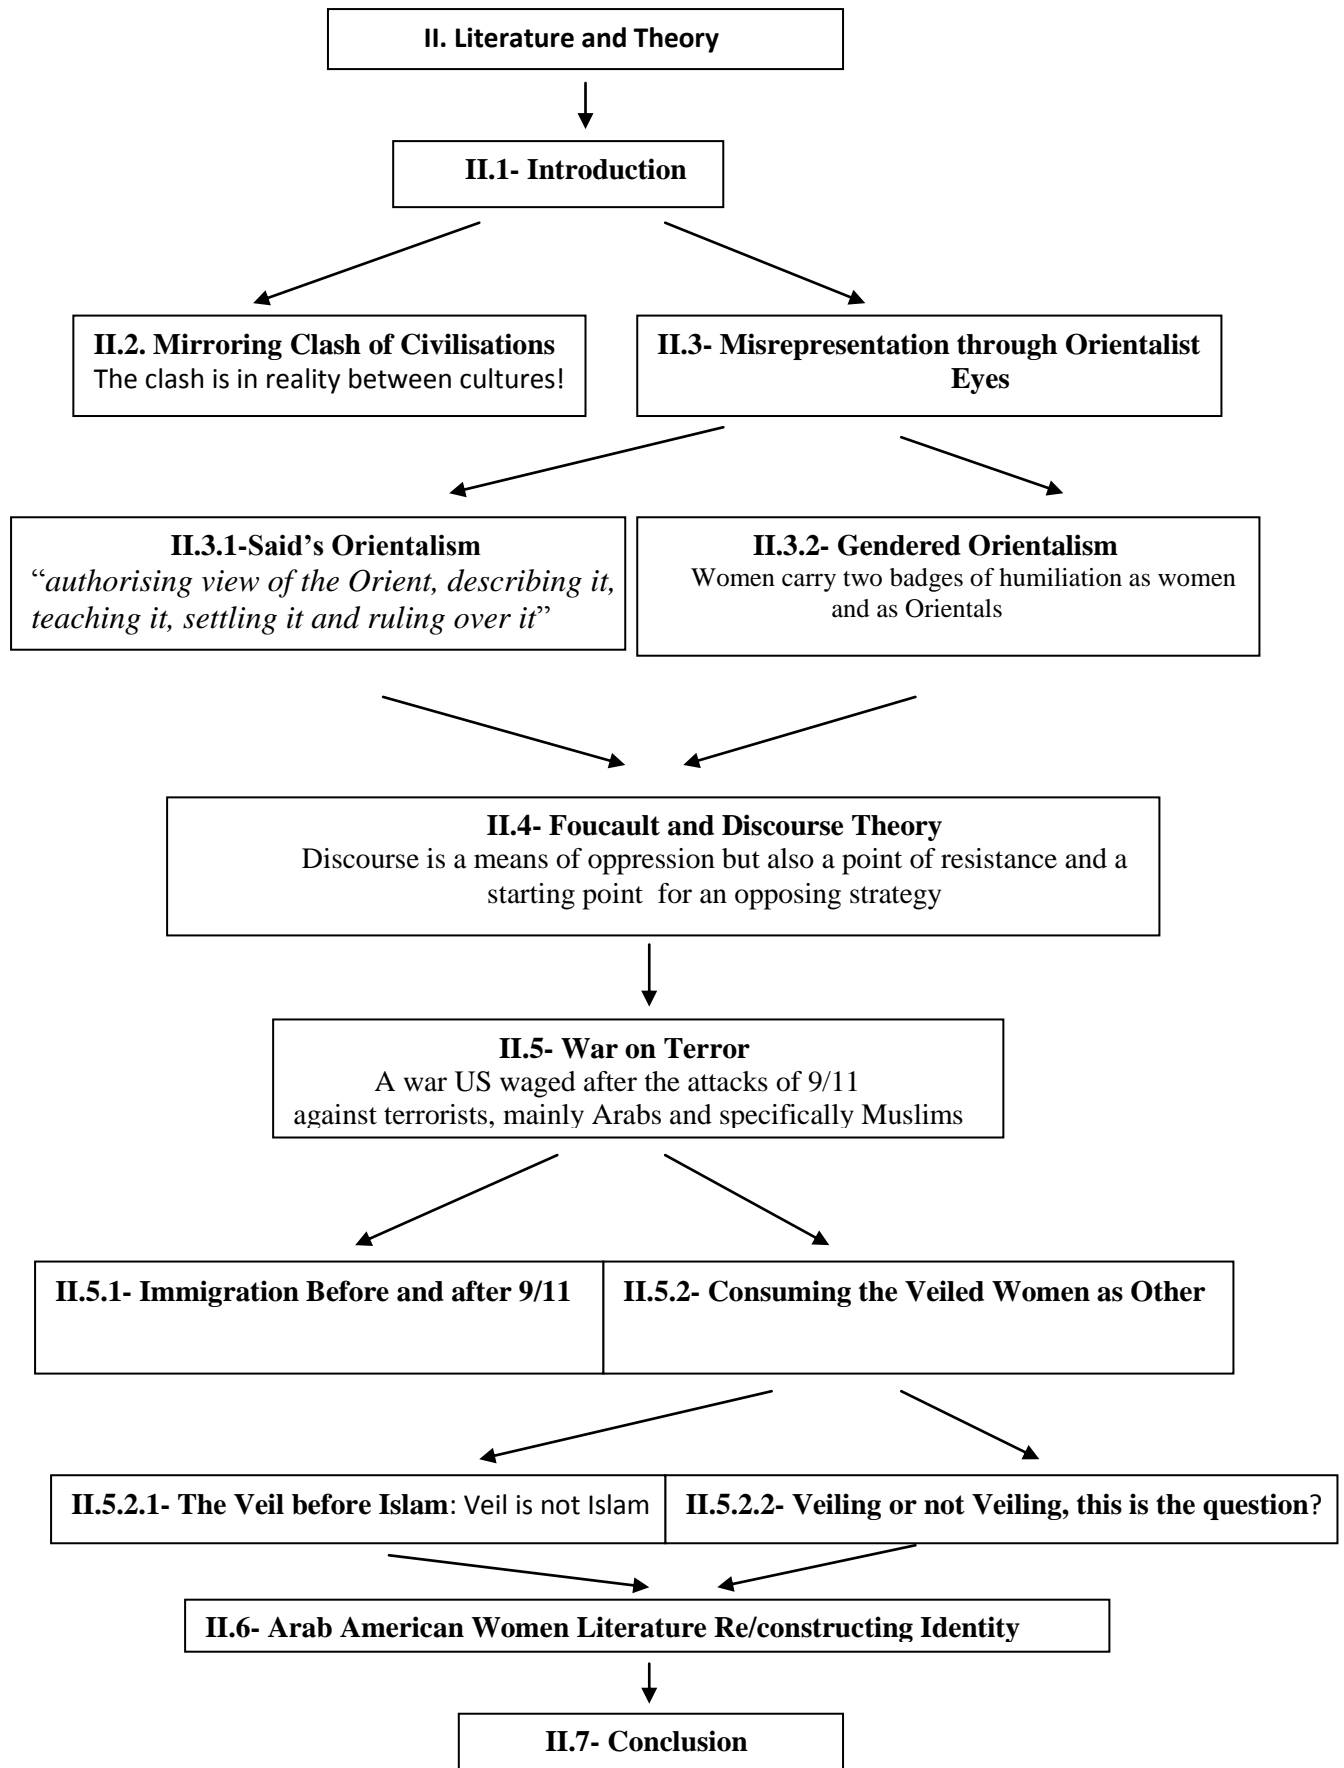 II. Literature and Theory
II.1- Introduction
II.2. Mirroring Clash of Civilisations
The clash is in reality between cultures!
II.3- Misrepresentation through Orientalist
Eyes
II.3.1-Said’s Orientalism
“authorising view of the Orient, describing it,
teaching it, settling it and ruling over it”
II.3.2- Gendered Orientalism
Women carry two badges of humiliation as women
and as Orientals
II.4- Foucault and Discourse Theory
Discourse is a means of oppression but also a point of resistance and a
starting point for an opposing strategy
II.5- War on Terror
A war US waged after the attacks of 9/11
against terrorists, mainly Arabs and specifically Muslims
II.5.1- Immigration Before and after 9/11
II.5.2- Consuming the Veiled Women as Other
II.5.2.1- The Veil before Islam: Veil is not Islam
II.5.2.2- Veiling or not Veiling, this is the question?
II.6- Arab American Women Literature Re/constructing Identity
II.7- Conclusion